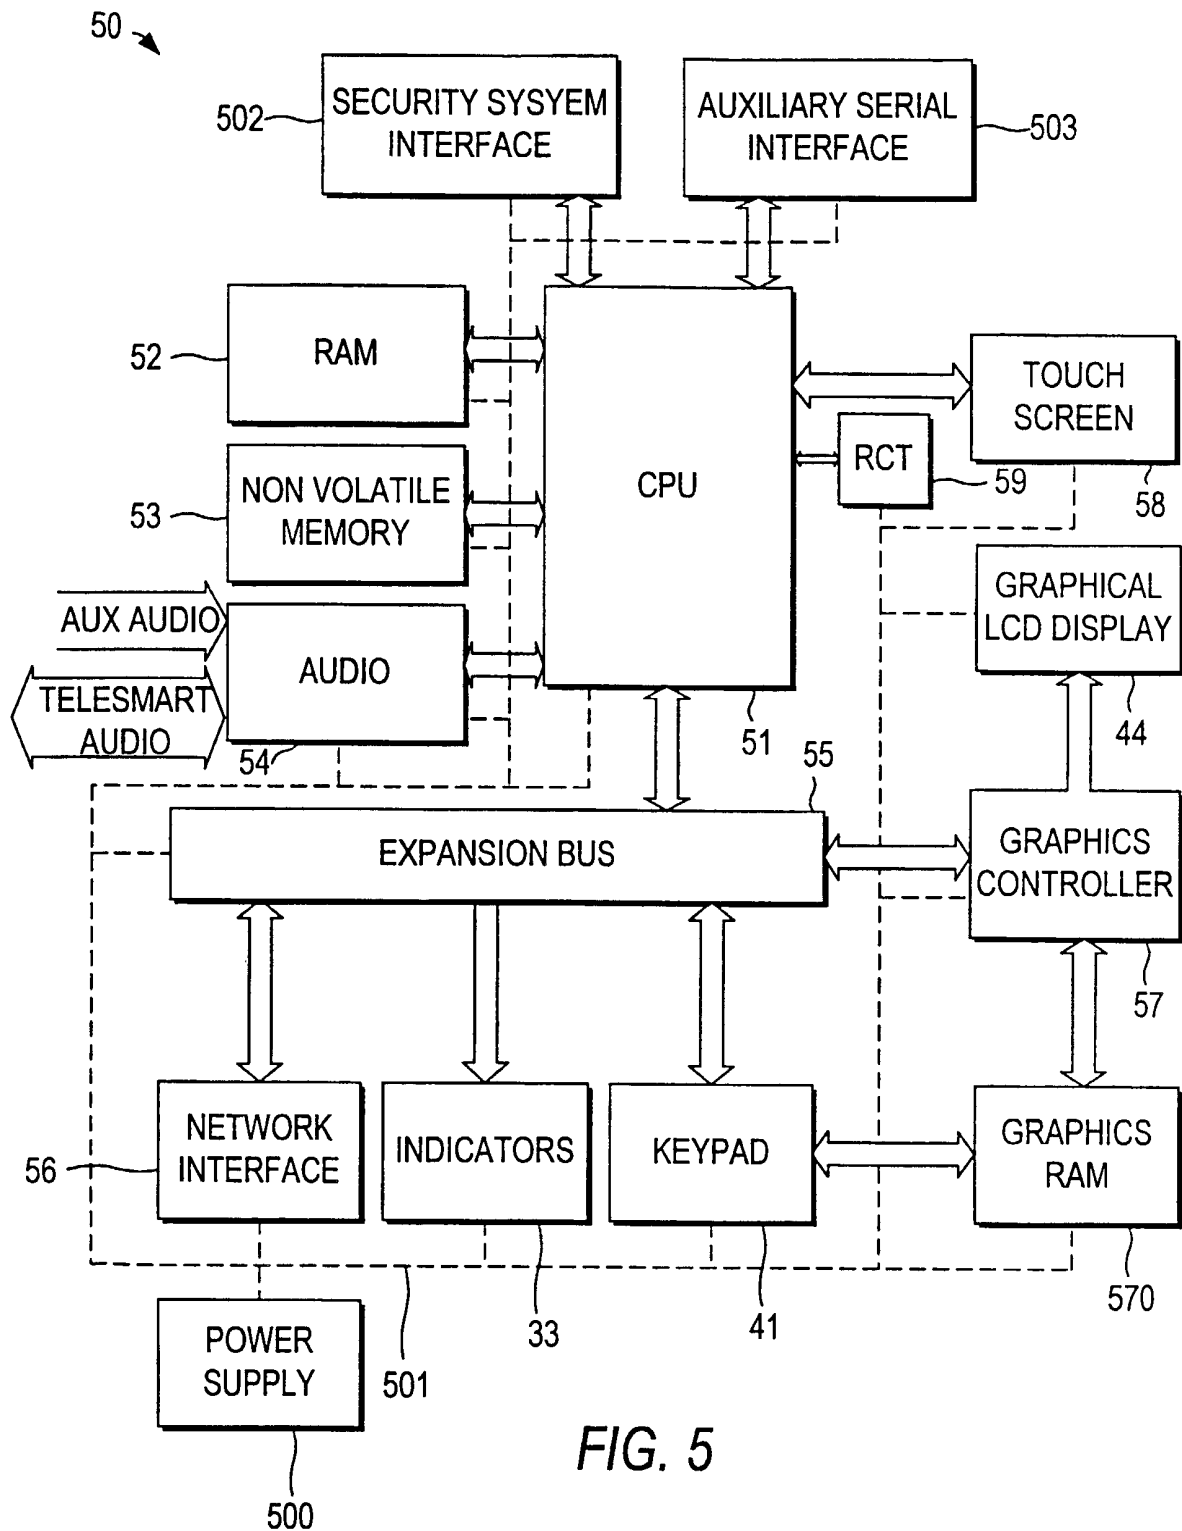 50
502
SECURITY SYSYEM
INTERFACE
AUXILIARY SERIAL
INTERFACE
503
52
RAM
TOUCH
SCREEN
58
RCT
59
CPU
51
53
NON VOLATILE
MEMORY
GRAPHICAL
LCD DISPLAY
44
AUX AUDIO
TELESMART
AUDIO
AUDIO
54
55
EXPANSION BUS
GRAPHICS
CONTROLLER
57
56
NETWORK
INTERFACE
INDICATORS
33
KEYPAD
41
GRAPHICS
RAM
570
POWER
SUPPLY
500
501
FIG. 5